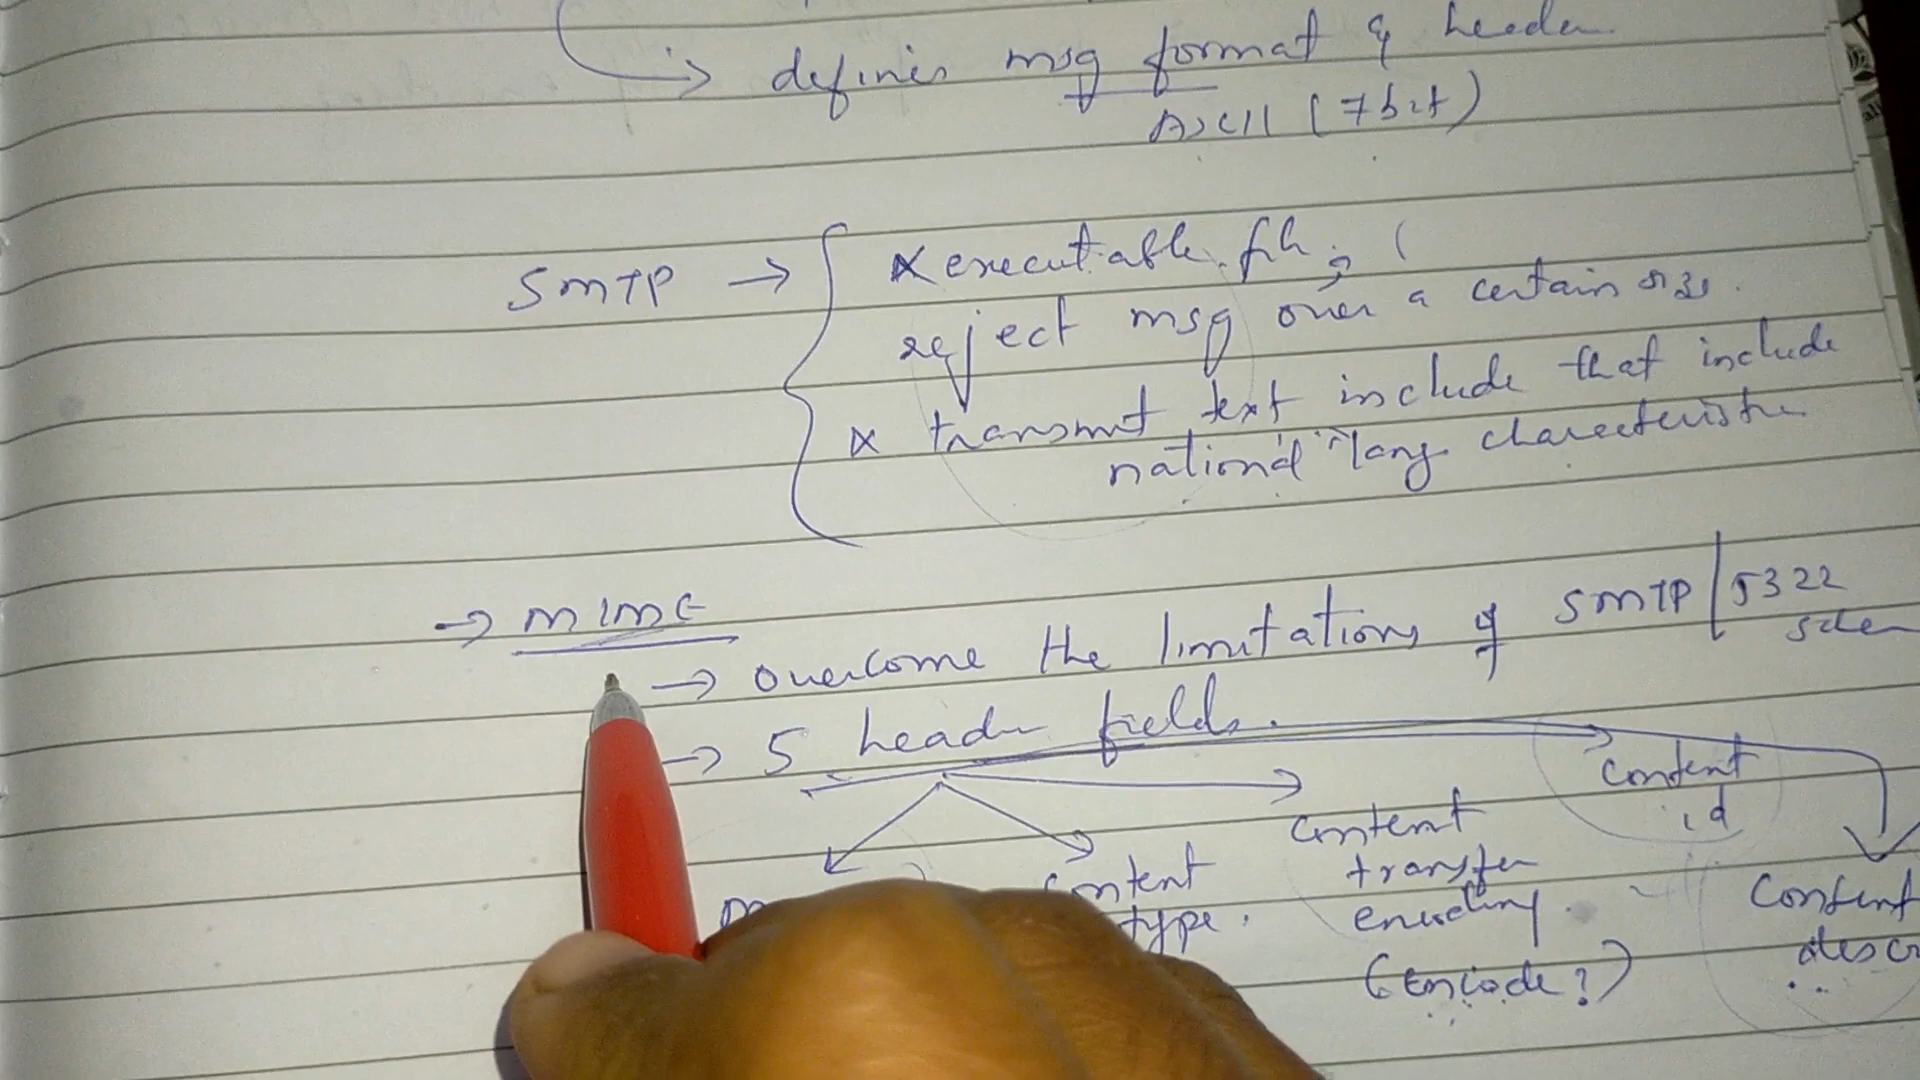 → defines msg format & header
ASCII (7 bit)
SMTP → { x executable file, (
reject msg over a certain size.
x transmit text include that include
national lang characteristic
→ MIME
→ overcome the limitations of SMTP | 5322
→ 5 header fields.
Content
id
Content
transfer
encoding
(Encode?)
Content
type.
Content
descr